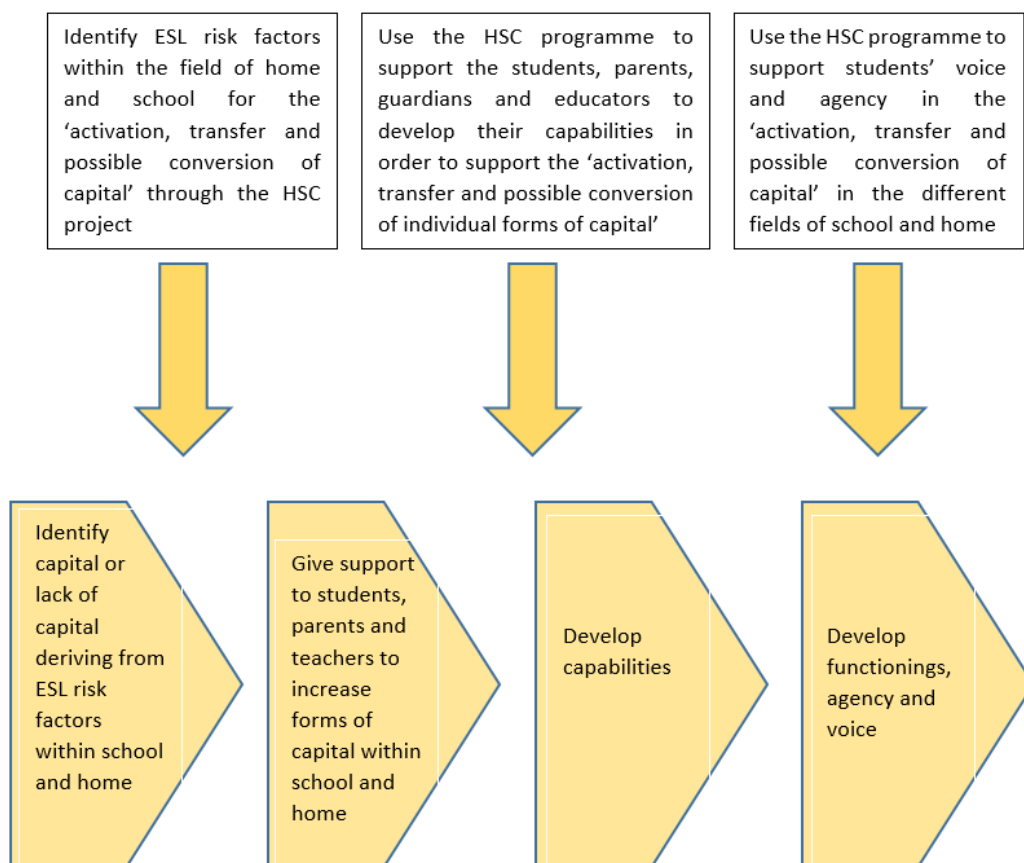 Identify ESL risk factors
within the field of home
and school for the
‘activation, transfer and
possible conversion of
capital’ through the HSC
project
Use the HSC programme to
support the students, parents,
guardians and educators to
develop their capabilities in
order to support the ‘activation,
transfer and possible conversion
of individual forms of capital’
Use the HSC programme to
support students’ voice
and agency in the
‘activation, transfer and
possible conversion of
capital’ in the different
fields of school and home
Identify
capital or
lack of
capital
deriving from
ESL risk
factors
within school
and home
Give support
to students,
parents and
teachers to
increase
forms of
capital within
school and
home
Develop
capabilities
Develop
functionings,
agency and
voice